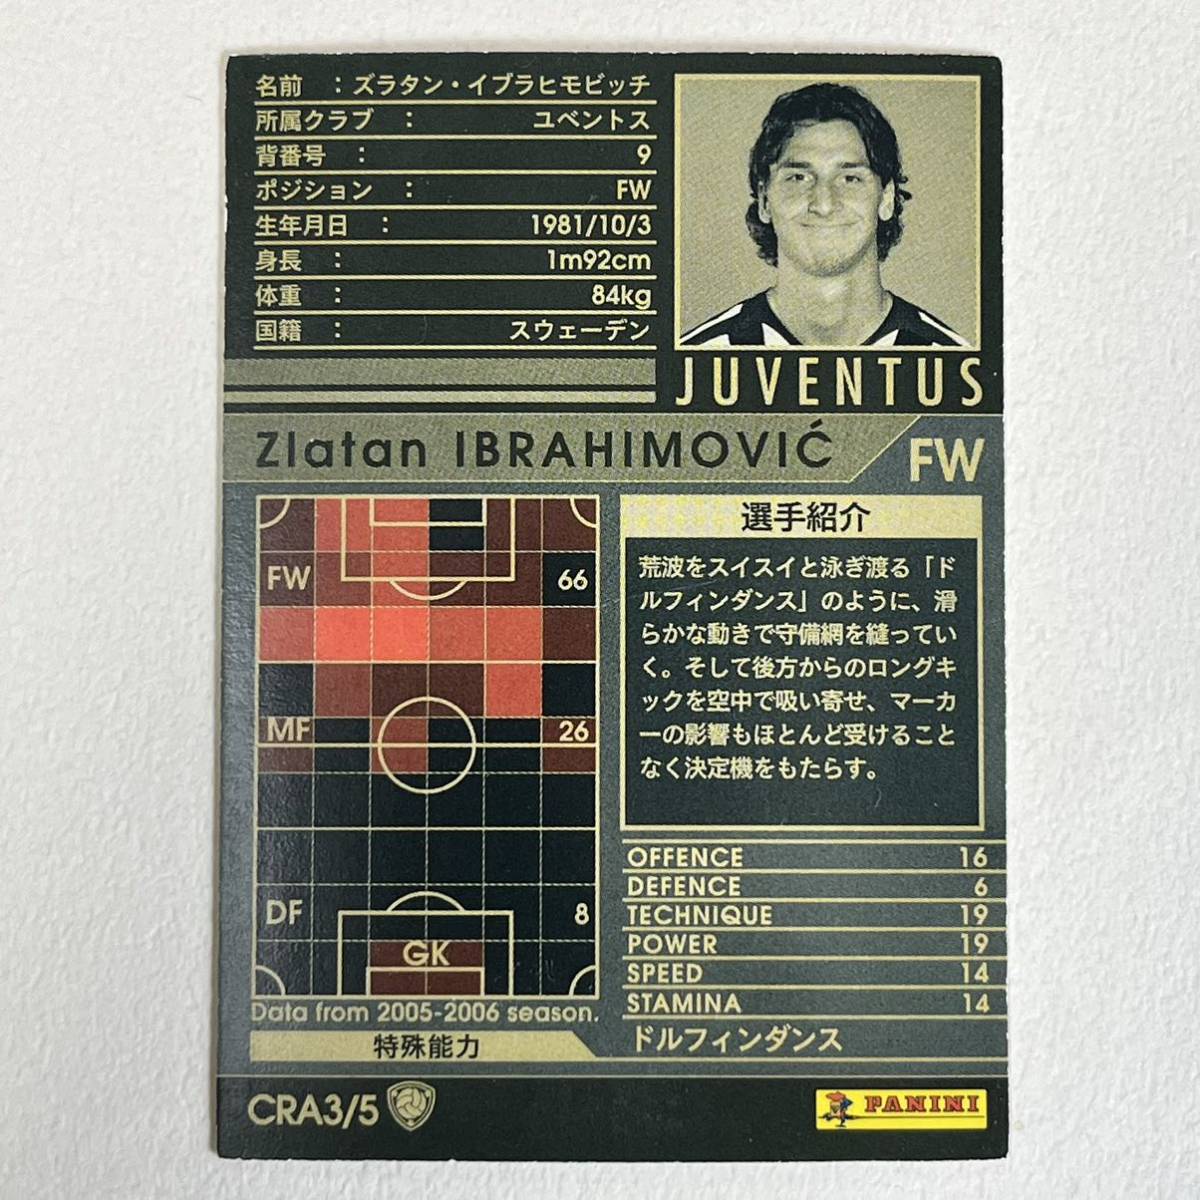 名前 : ズラタン・イブラヒモビッチ
所属クラブ : ユベントス
背番号 : 9
ポジション : FW
生年月日 : 1981/10/3
身長 : 1m92cm
体重 : 84kg
国籍 : スウェーデン
JUVENTUS
Zlatan IBRAHIMOVIĆ
FW
FW 66
MF 26
DF 8
GK
Data from 2005-2006 season.
選手紹介
荒波をスイスイと泳ぎ渡る「ド
ルフィンダンス」のように、滑
らかな動きで守備網を縫ってい
く。そして後方からのロングキ
ックを空中で吸い寄せ、マーカ
ーの影響もほとんど受けること
なく決定機をもたらす。
OFFENCE 16
DEFENCE 6
TECHNIQUE 19
POWER 19
SPEED 14
STAMINA 14
特殊能力 ドルフィンダンス
CRA3/5
PANINI